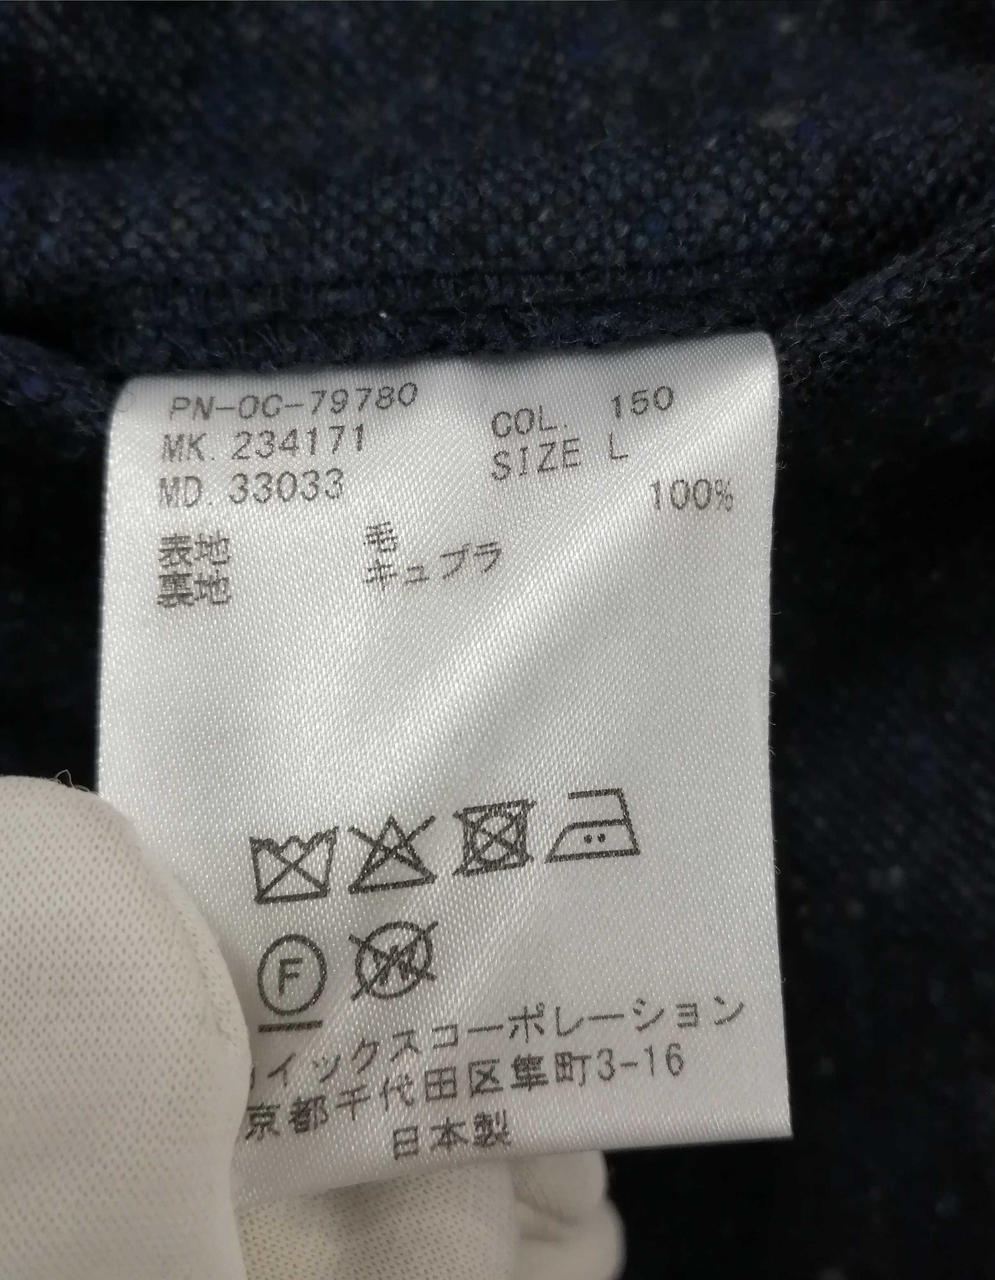 PN-OC-79780
MK. 234171 COL. 150
MD. 33033 SIZE L
表地 毛 100%
裏地 キュプラ
F
W
イックスコーポレーション
京都千代田区隼町3-16
日本製